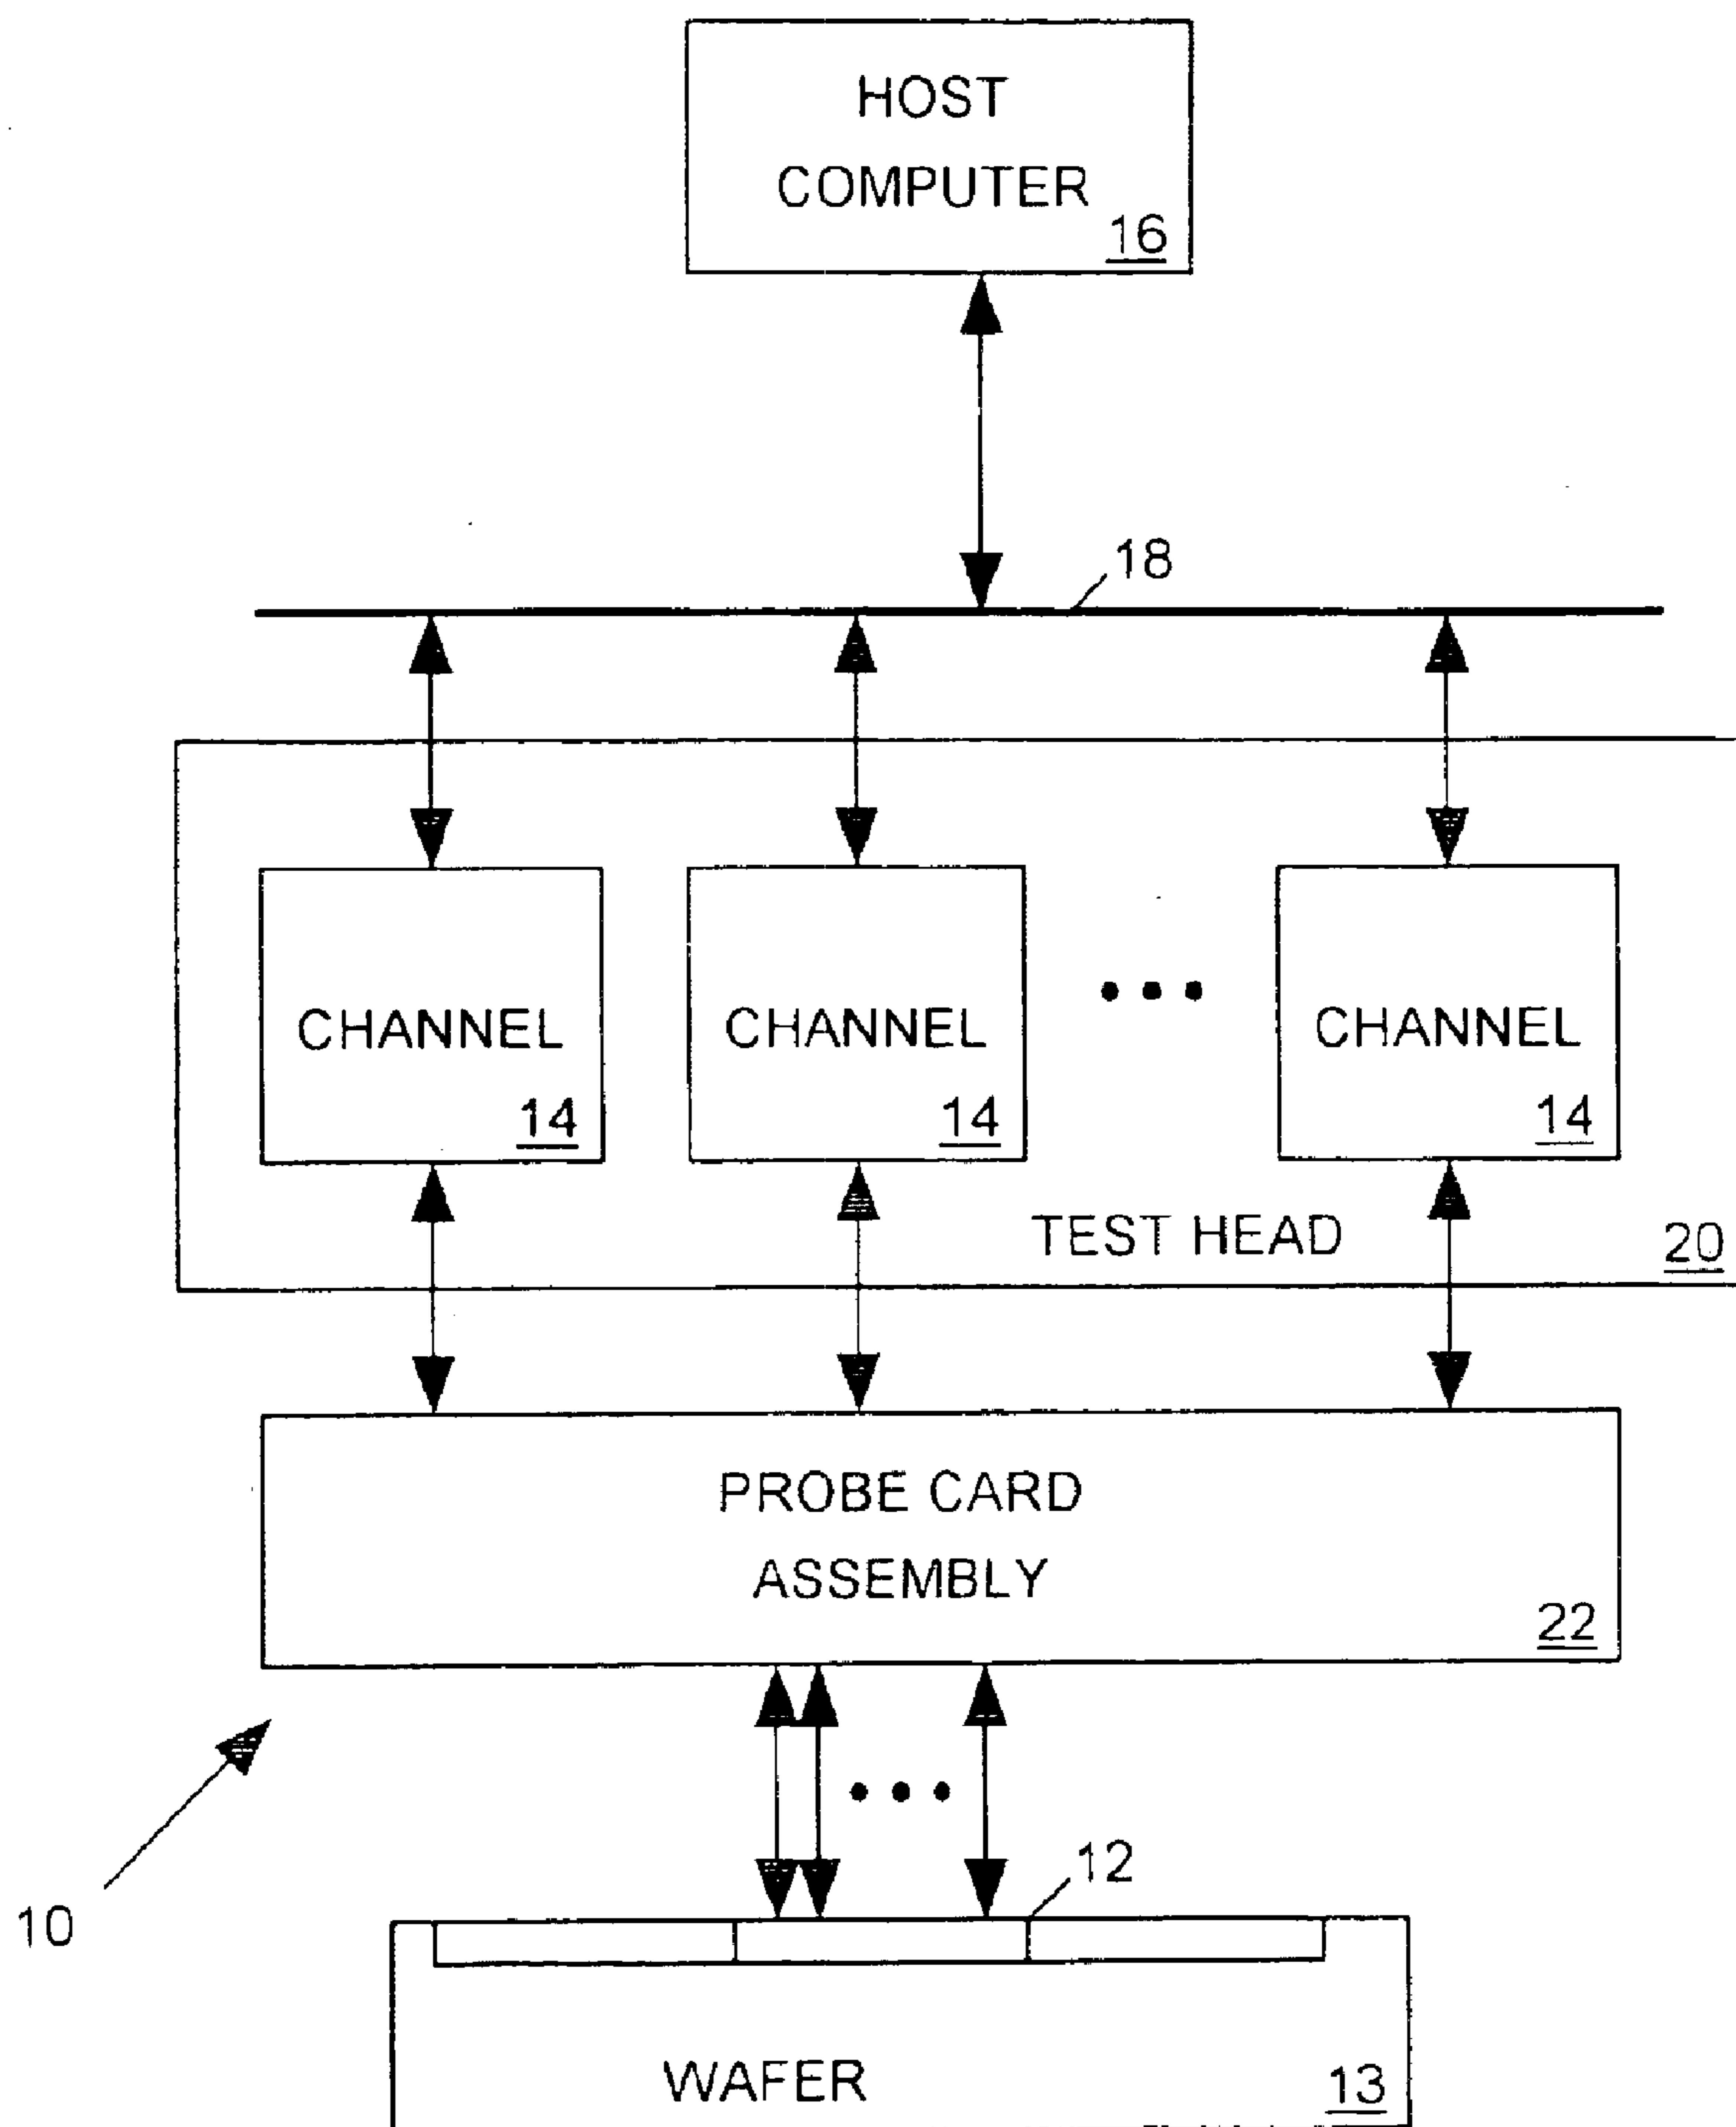 HOST
COMPUTER
16
18
CHANNEL
14
CHANNEL
14
CHANNEL
14
TEST HEAD
20
PROBE CARD
ASSEMBLY
22
12
10
WAFER
13